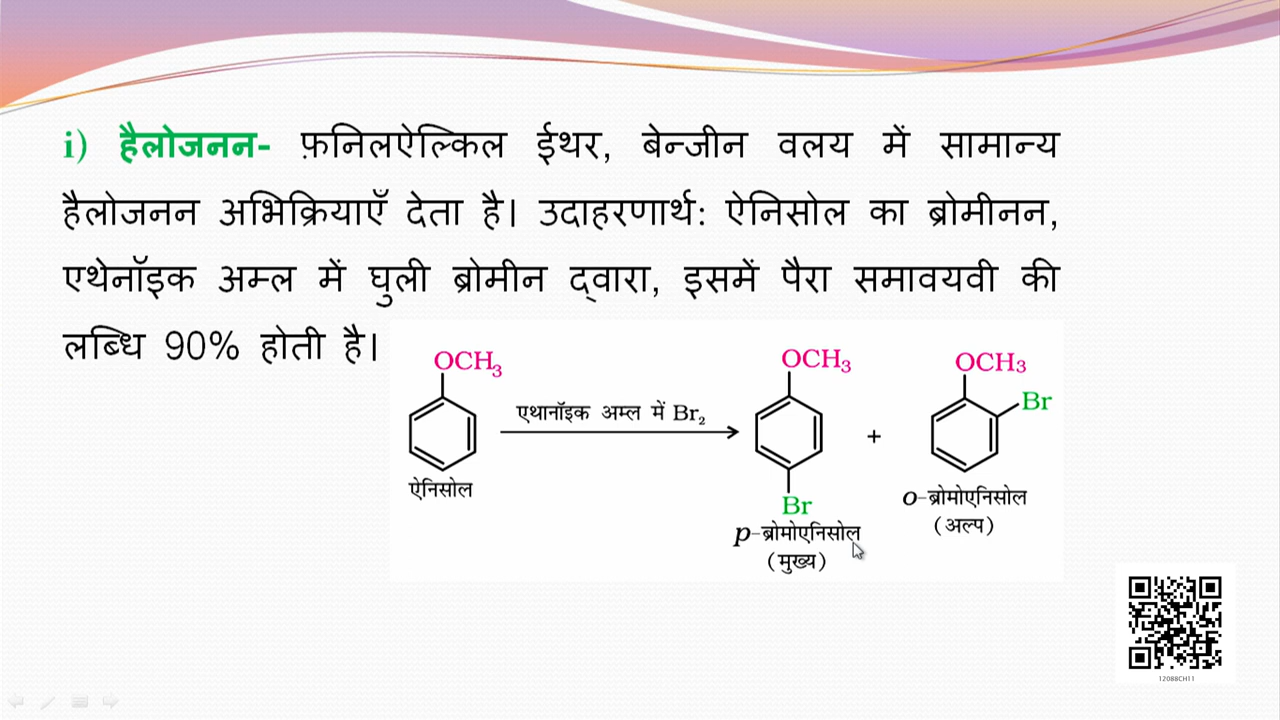 i) हैलोजनन- फ़निलऐल्किल ईथर, बेन्जीन वलय में सामान्य
हैलोजनन अभिक्रियाएँ देता है। उदाहरणार्थ: ऐनिसोल का ब्रोमीनन,
एथेनॉइक अम्ल में घुली ब्रोमीन द्वारा, इसमें पैरा समावयवी की
लब्धि 90% होती है।
OCH₃
एथानॉइक अम्ल में Br₂
ऐनिसोल
OCH₃
Br
p-ब्रोमोएनिसोल
(मुख्य)
+
OCH₃
Br
o-ब्रोमोएनिसोल
(अल्प)
12088CH11